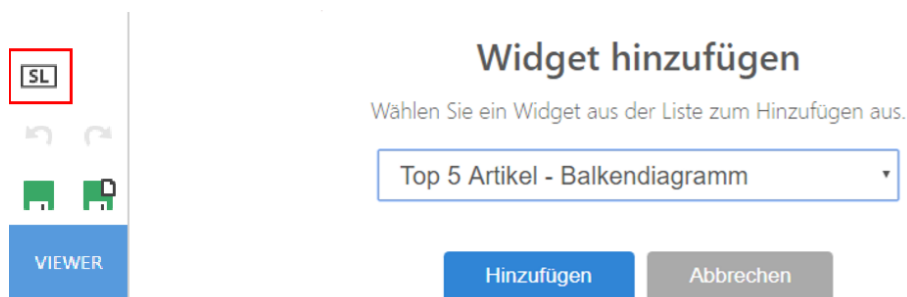 SL
VIEWER
Widget hinzufügen
Wählen Sie ein Widget aus der Liste zum Hinzufügen aus.
Top 5 Artikel - Balkendiagramm
Hinzufügen
Abbrechen